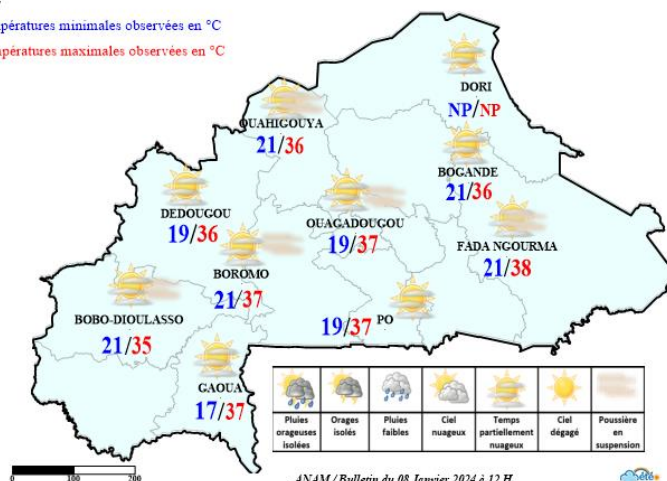 pératures minimales observées en °C
pératures maximales observées en °C
DORI
NP/NP
OUAHIGOUYA
21/36
BOGANDE
21/36
DEDOUGOU
19/36
OUAGADOUGOU
19/37
FADA NGOURMA
21/38
BOROMO
21/37
BOBO-DIOULASSO
21/35
19/37 PO
GAOUA
17/37
Pluies orageuses isolées
Orages isolés
Pluies faibles
Ciel nuageux
Temps partiellement nuageux
Ciel dégagé
Poussière en suspension
0 100 200
ANAM / Bulletin du 08 Janvier 2024 à 12 H
été